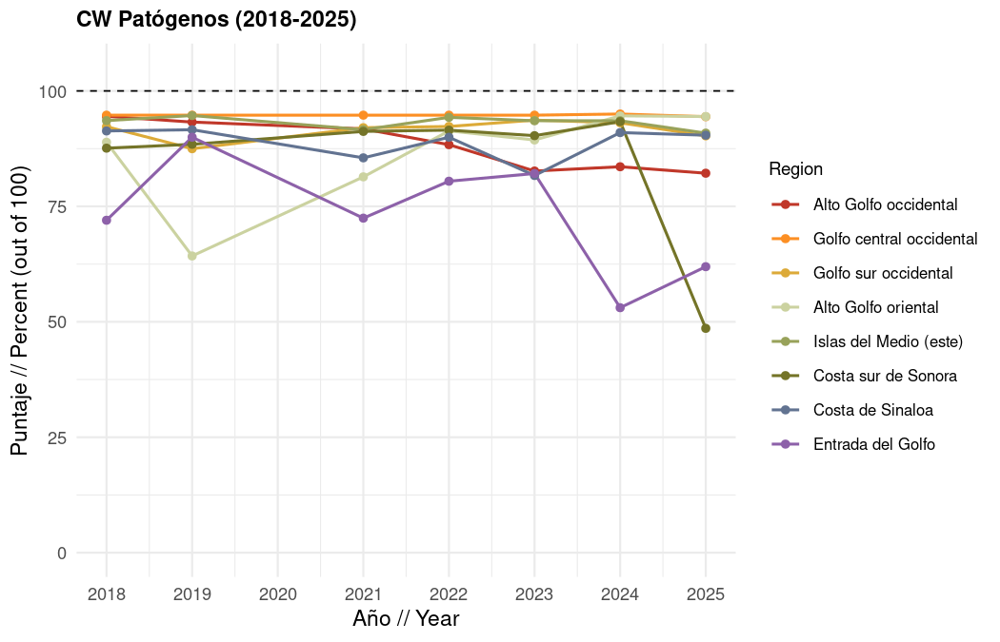 CW Patógenos (2018-2025)
Puntaje // Percent (out of 100)
100
75
50
25
0
2018 2019 2020 2021 2022 2023 2024 2025
Año // Year
Region
Alto Golfo occidental
Golfo central occidental
Golfo sur occidental
Alto Golfo oriental
Islas del Medio (este)
Costa sur de Sonora
Costa de Sinaloa
Entrada del Golfo